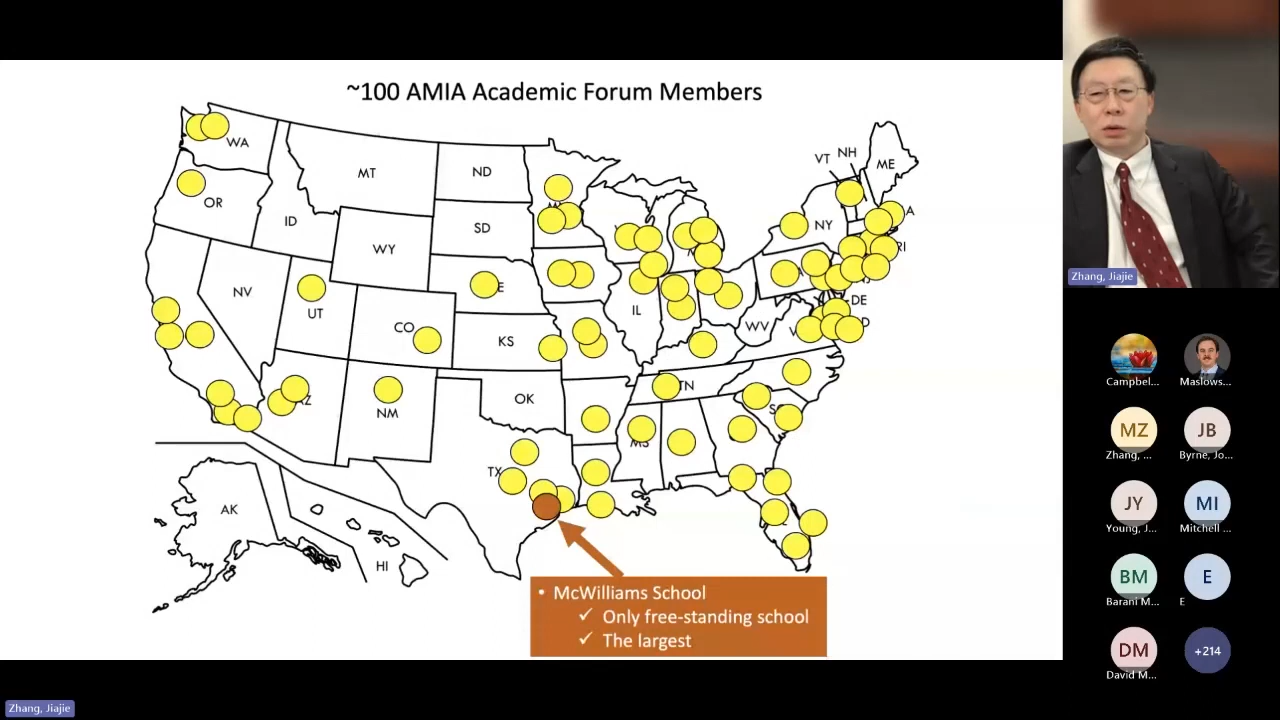 ~100 AMIA Academic Forum Members
WA
MT
ND
VT
NH
ME
OR
ID
SD
NY
WY
NV
UT
CO
KS
IL
WV
DE
RI
NM
OK
TN
MS
TX
AK
HI
• McWilliams School
✓ Only free-standing school
✓ The largest
Zhang, Jiajie
Campbel...
Maslows...
MZ
JB
Zhang, ...
Byrne, Jo...
JY
MI
Young, J...
Mitchell ...
BM
E
Barani M...
E
DM
+214
David M...
Zhang, Jiajie